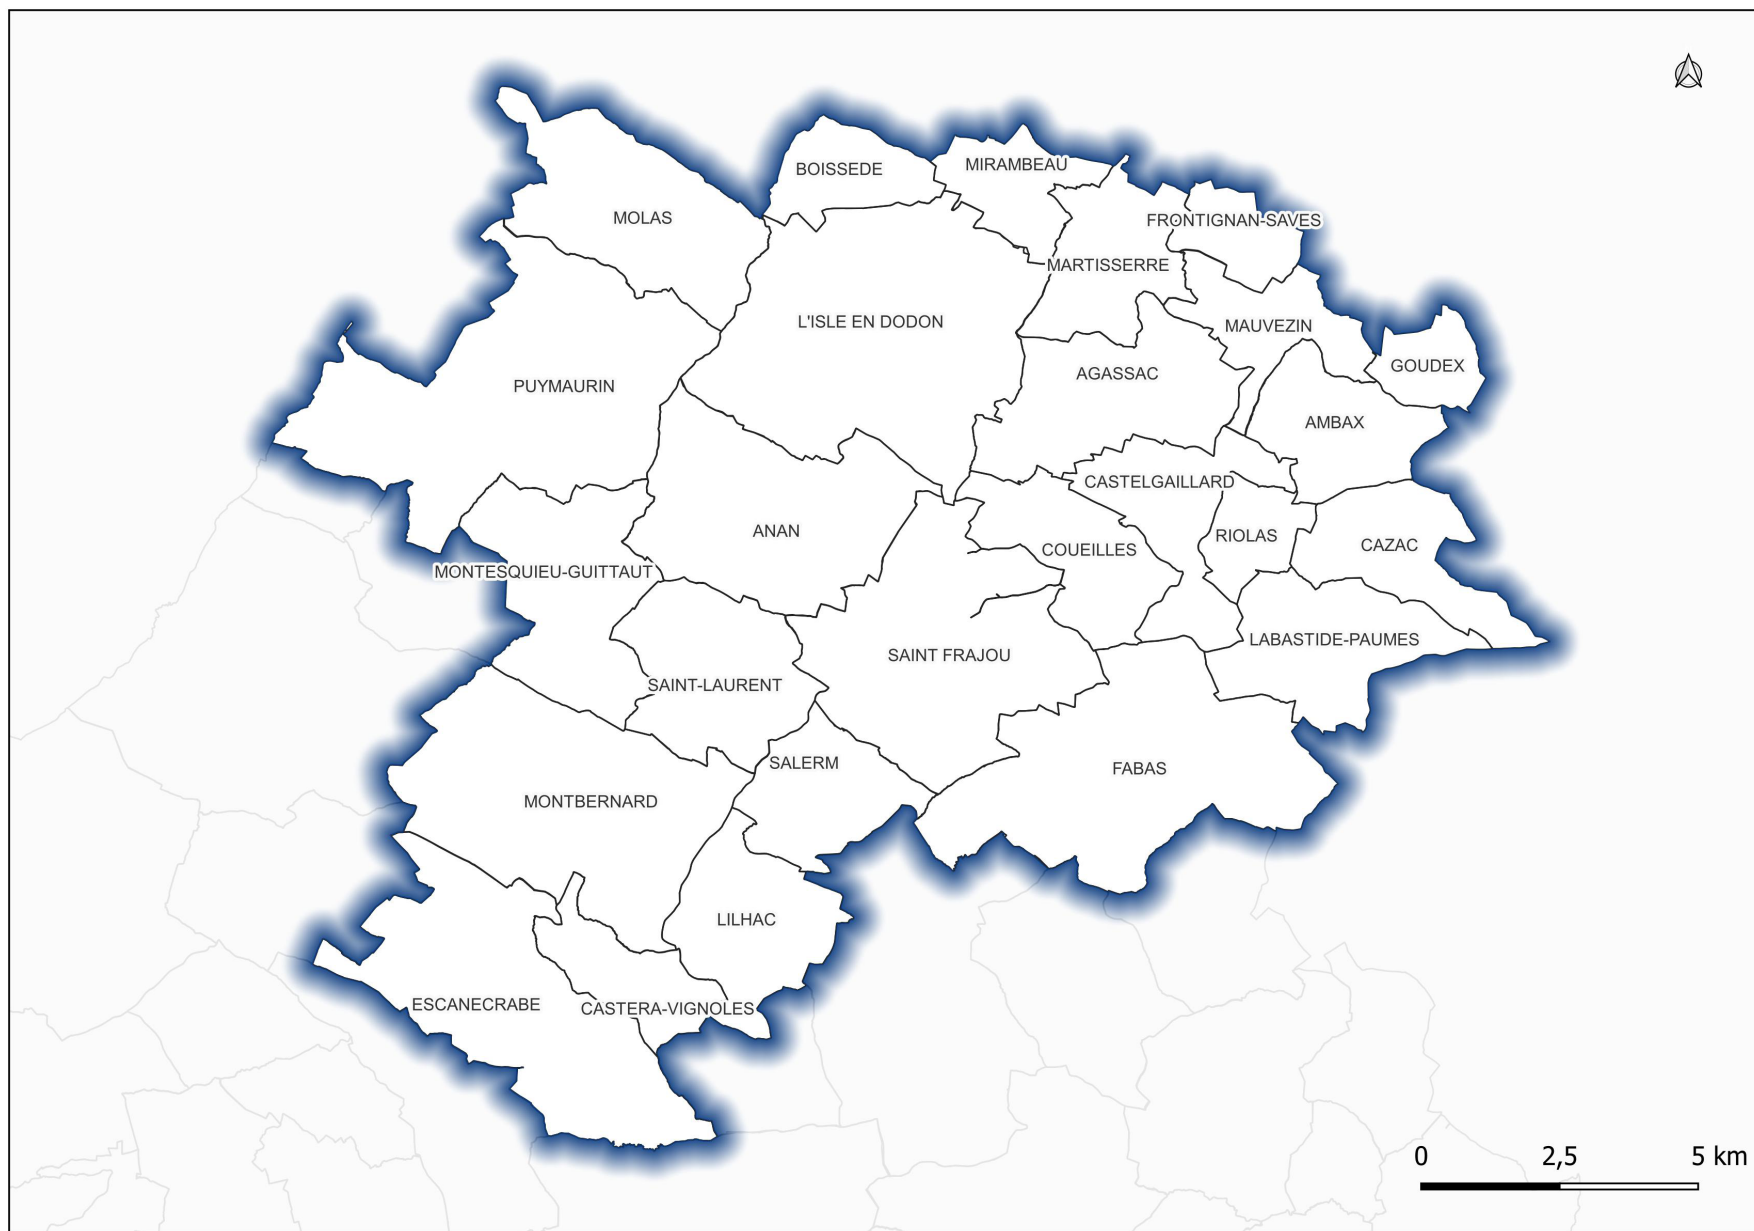 MIRAMBEAU
BOISSEDE
MOLAS
FRONTIGNAN-SAVES
MARTISSERRE
L'ISLE EN DODON
MAUVEZIN
GOUDEX
AGASSAC
PUYMAURIN
AMBAX
CASTELGAILLARD
ANAN
RIOLAS
CAZAC
COUEILLES
MONTESQUIEU-GUITTAUT
LABASTIDE-PAUMES
SAINT FRAJOU
SAINT-LAURENT
SALERM
FABAS
MONTBERNARD
LILHAC
ESCANECRABE
CASTERA-VIGNOLES
0 2,5 5 km